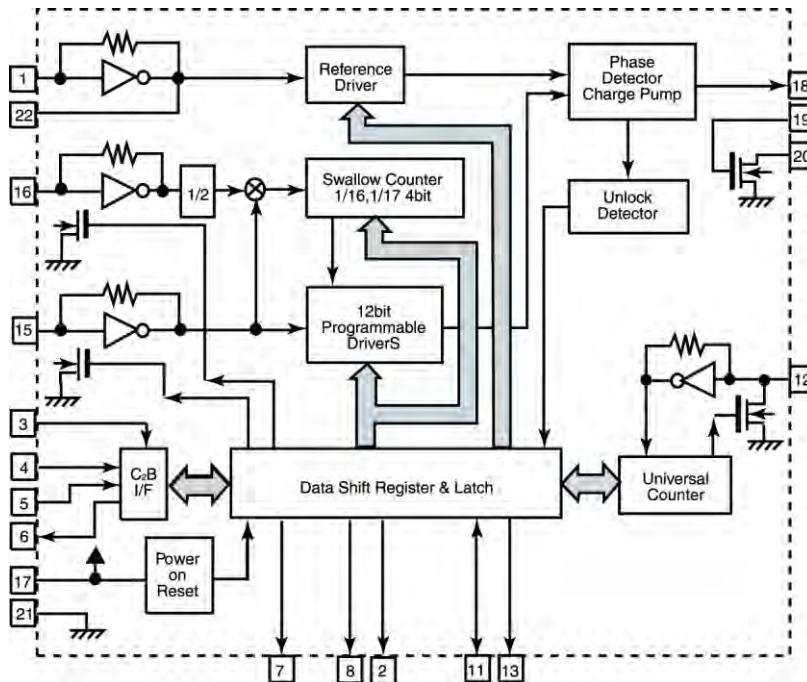 1
22
16
15
3
4
5
6
17
21
Reference
Driver
Phase
Detector
Charge Pump
18
19
20
1/2
Swallow Counter
1/16,1/17 4bit
Unlock
Detector
12bit
Programmable
DriverS
12
C2B
I/F
Data Shift Register & Latch
Universal
Counter
Power
on
Reset
7
8
2
11
13